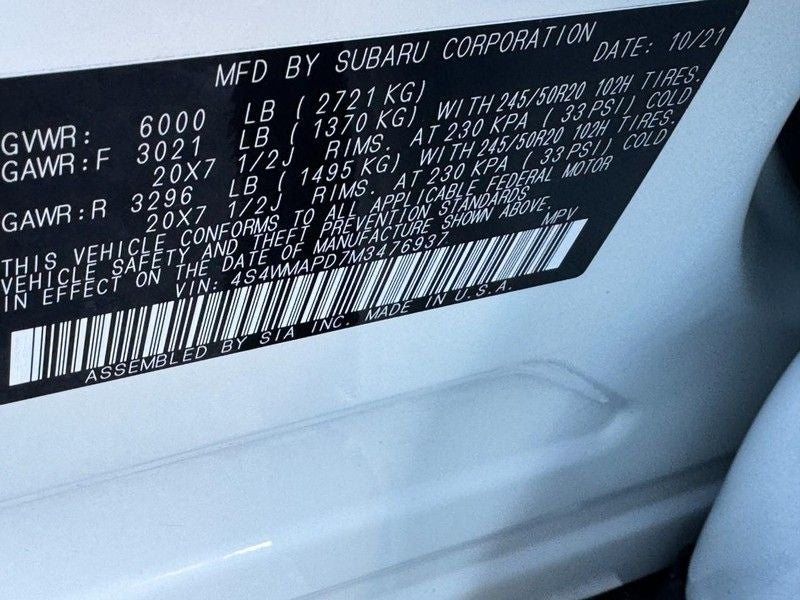 MFD BY SUBARU CORPORATION DATE: 10/21
GVWR: 6000 LB ( 2721 KG)
GAWR:F 3021 LB ( 1370 KG) WITH 245/50R20 102H TIRES.
20X7 1/2J RIMS. AT 230 KPA ( 33 PSI) COLD
GAWR:R 3296 LB ( 1495 KG) WITH 245/50R20 102H TIRES.
20X7 1/2J RIMS. AT 230 KPA ( 33 PSI) COLD
THIS VEHICLE CONFORMS TO ALL APPLICABLE FEDERAL MOTOR
VEHICLE SAFETY AND THEFT PREVENTION STANDARDS
IN EFFECT ON THE DATE OF MANUFACTURE SHOWN ABOVE.
VIN: 4S4WMAPD7M3476937 MPV
ASSEMBLED BY SIA INC. MADE IN U.S.A.